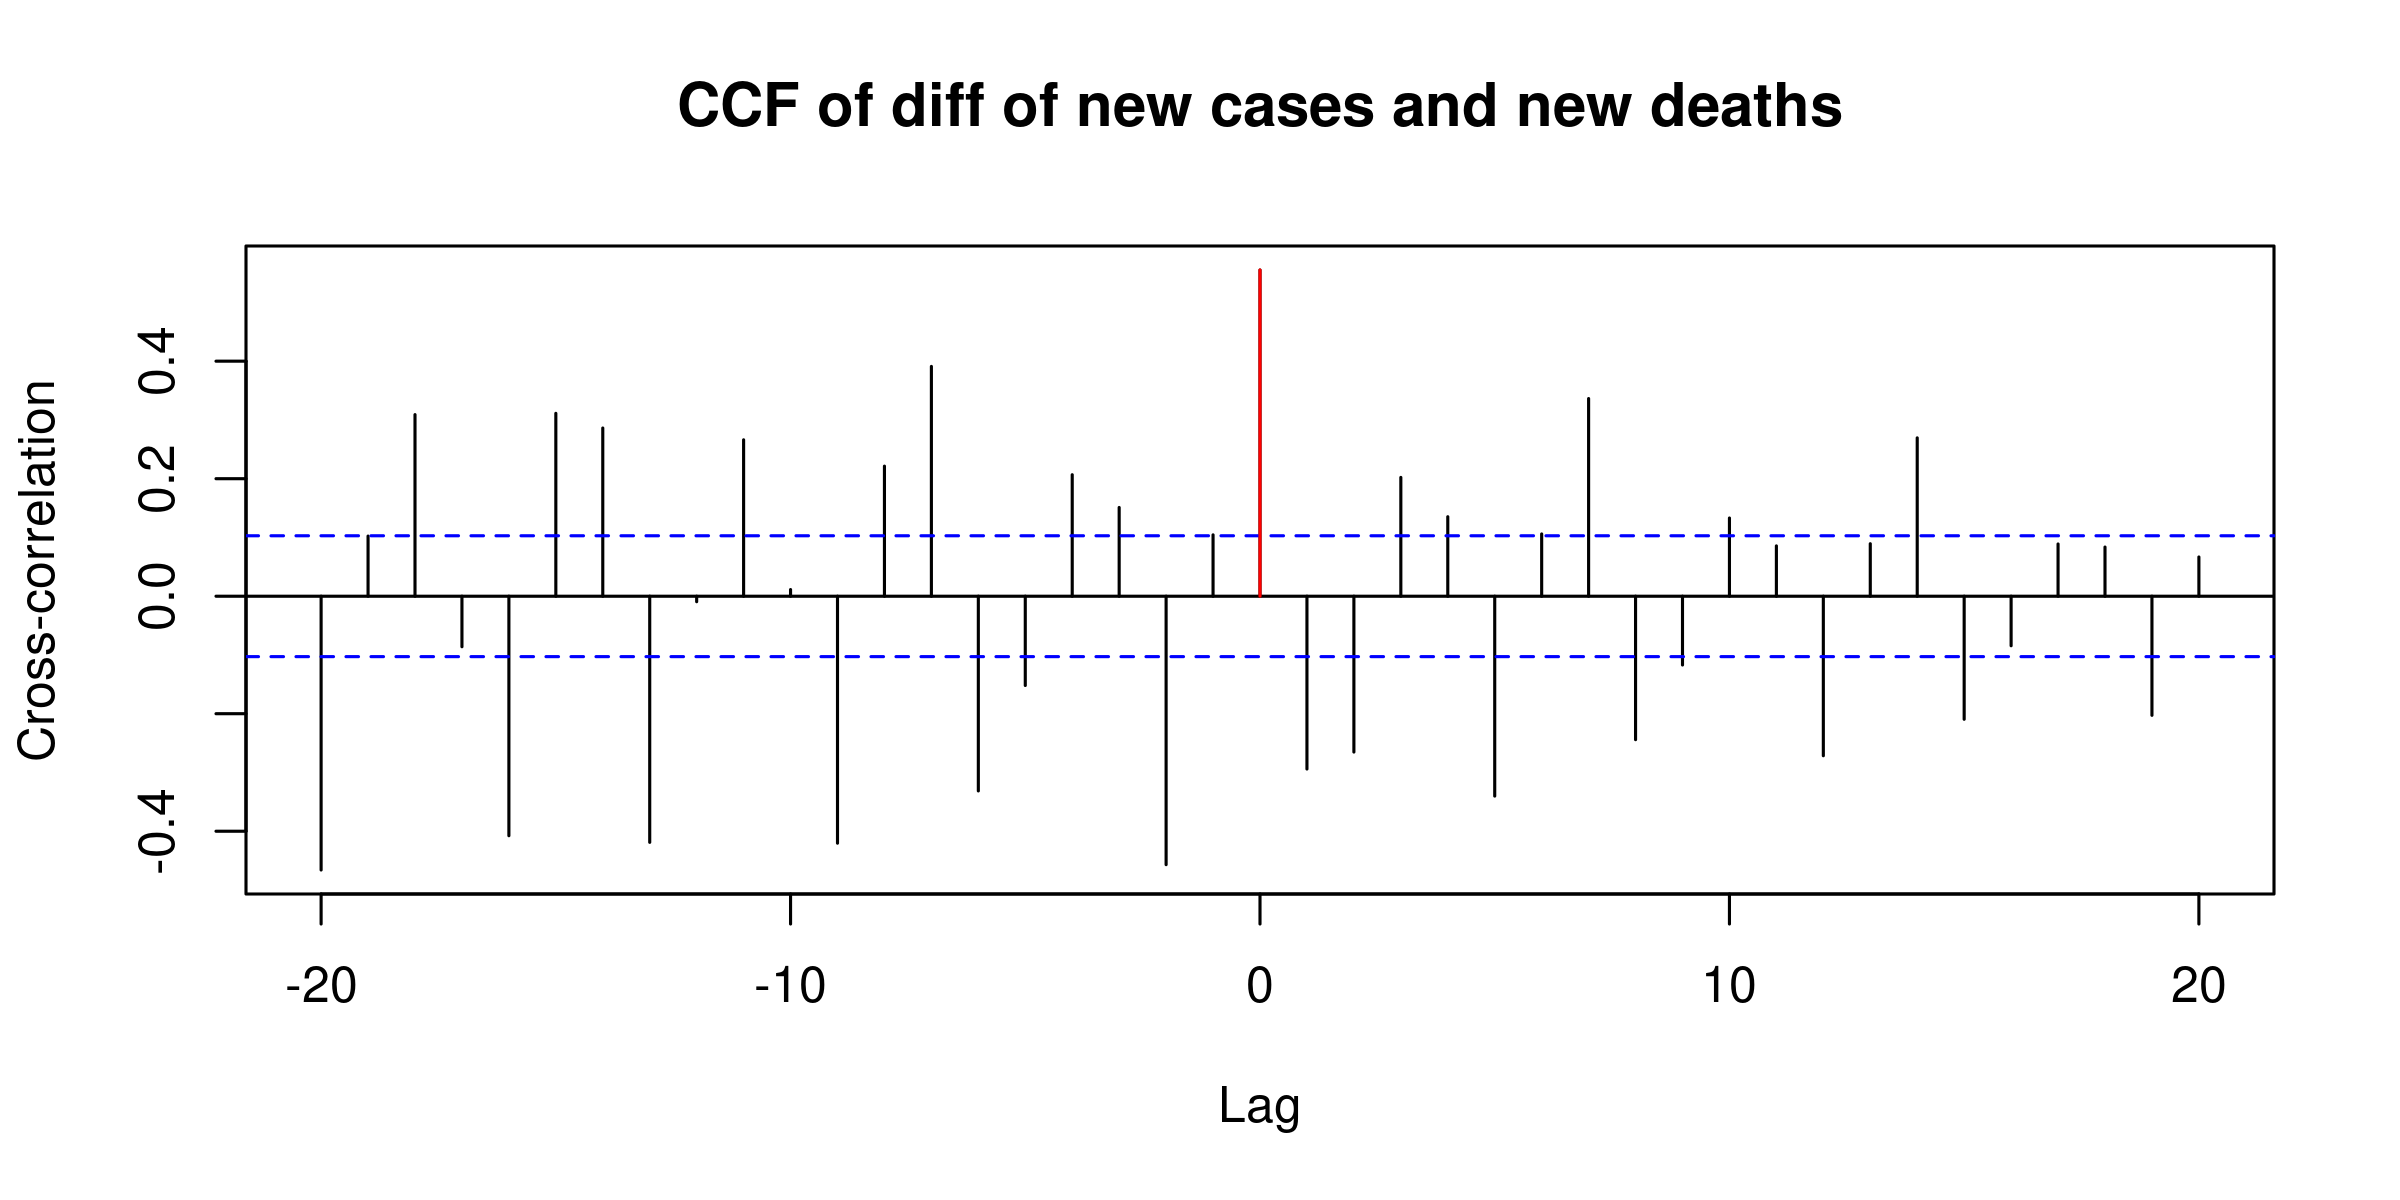 CCF of diff of new cases and new deaths
Cross-correlation
0.4
0.2
0.0
-0.4
-20 -10 0 10 20
Lag